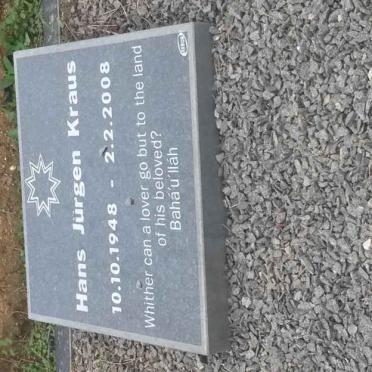 Hans Jürgen Kraus
10.10.1948 - 2.2.2008
Whither can a lover go but to the land
of his beloved?
Bahá'u'lláh